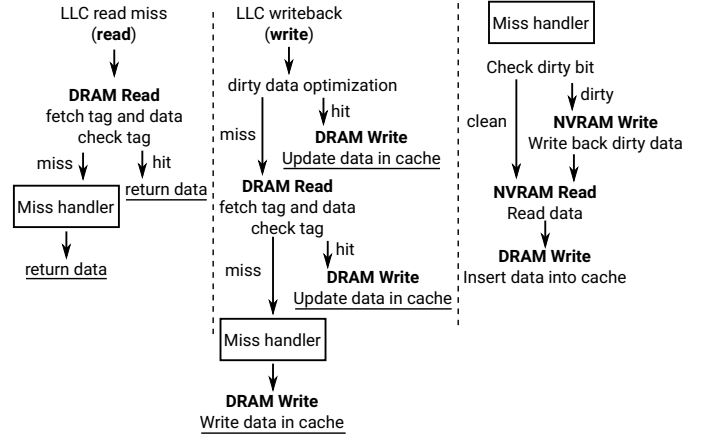 LLC read miss
(read)
DRAM Read
fetch tag and data
check tag
miss
hit
return data
Miss handler
return data
LLC writeback
(write)
dirty data optimization
hit
miss
DRAM Write
Update data in cache
DRAM Read
fetch tag and data
check tag
hit
miss
DRAM Write
Update data in cache
Miss handler
DRAM Write
Write data in cache
Miss handler
Check dirty bit
dirty
clean
NVRAM Write
Write back dirty data
NVRAM Read
Read data
DRAM Write
Insert data into cache